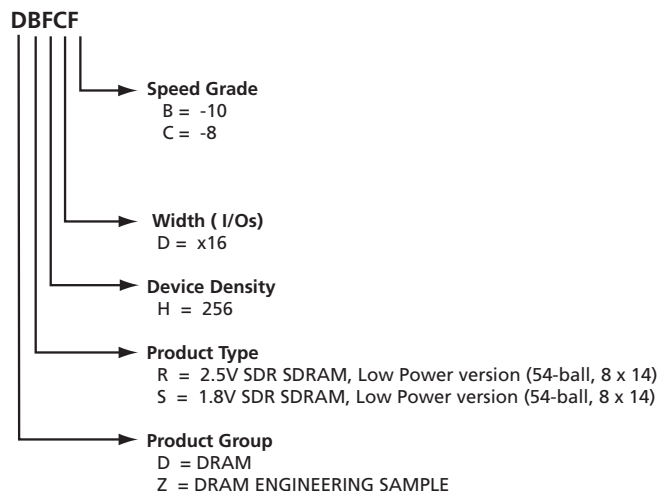 DBFCF
Speed Grade
B = -10
C = -8
Width ( I/Os)
D = x16
Device Density
H = 256
Product Type
R = 2.5V SDR SDRAM, Low Power version (54-ball, 8 x 14)
S = 1.8V SDR SDRAM, Low Power version (54-ball, 8 x 14)
Product Group
D = DRAM
Z = DRAM ENGINEERING SAMPLE